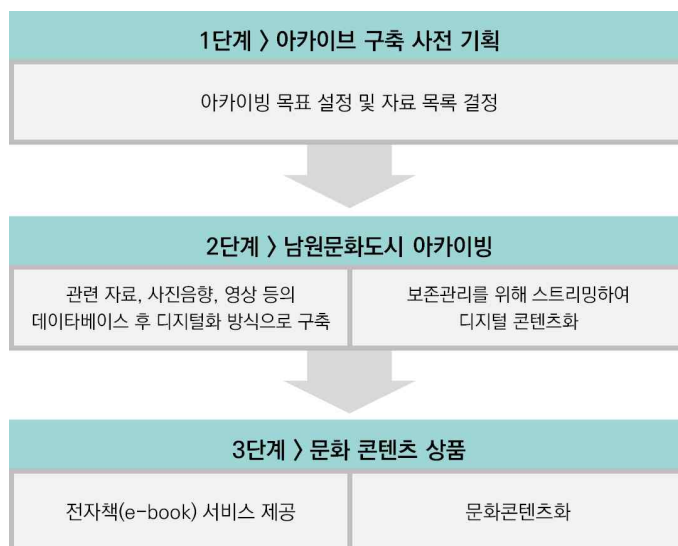 1단계 〉 아카이브 구축 사전 기획
아카이빙 목표 설정 및 자료 목록 결정
2단계 〉 남원문화도시 아카이빙
관련 자료, 사진음향, 영상 등의
데이타베이스 후 디지털화 방식으로 구축
보존관리를 위해 스트리밍하여
디지털 콘텐츠화
3단계 〉 문화 콘텐츠 상품
전자책(e-book) 서비스 제공
문화콘텐츠화